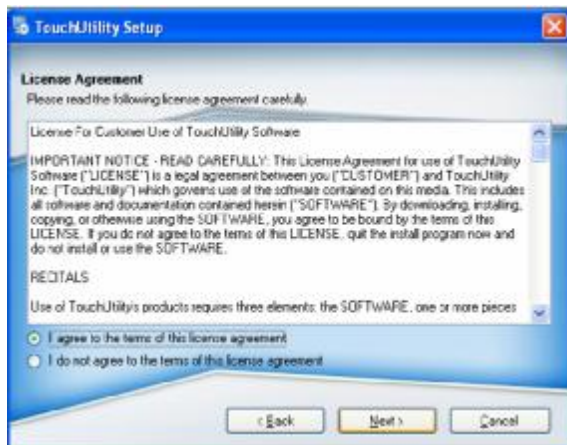 TouchUtility Setup
License Agreement
Please read the following license agreement carefully.
License For Customer Use of TouchUtility Software
IMPORTANT NOTICE - READ CAREFULLY: This License Agreement for use of TouchUtility
Software ("LICENSE") is a legal agreement between you ("CUSTOMER") and TouchUtility
Inc. ("TouchUtility") which governs use of the software contained on this media. This includes
all software and documentation contained herein ("SOFTWARE"). By downloading, installing,
copying, or otherwise using the SOFTWARE, you agree to be bound by the terms of this
LICENSE. If you do not agree to the terms of this LICENSE, quit the install program now and
do not install or use the SOFTWARE.
RECITALS
Use of TouchUtility's products requires three elements: the SOFTWARE, one or more pieces
I agree to the terms of this license agreement
I do not agree to the terms of this license agreement
< Back
Next >
Cancel